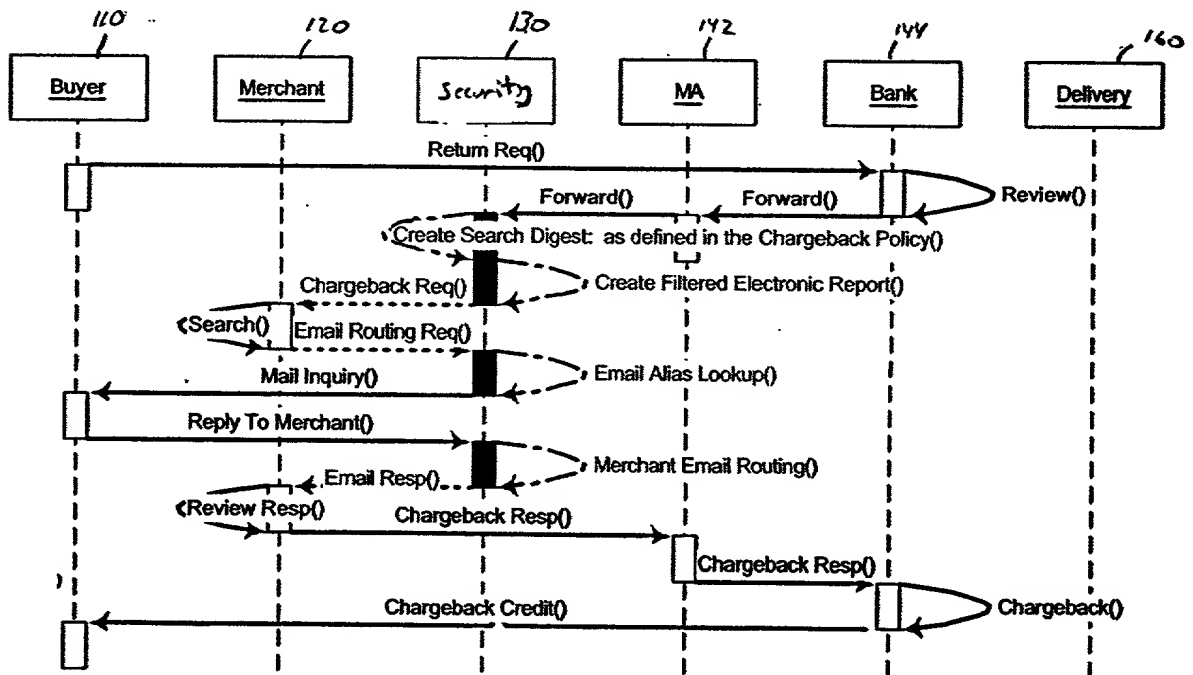 110
120
130
142
144
160
Buyer
Merchant
Security
MA
Bank
Delivery
Return Req()
Review()
Forward()
Forward()
Create Search Digest: as defined in the Chargeback Policy()
Chargeback Req()
Create Filtered Electronic Report()
Search()
Email Routing Req()
Mail Inquiry()
Email Alias Lookup()
Reply To Merchant()
Merchant Email Routing()
Email Resp()
Review Resp()
Chargeback Resp()
Chargeback Resp()
)
Chargeback Credit()
Chargeback()